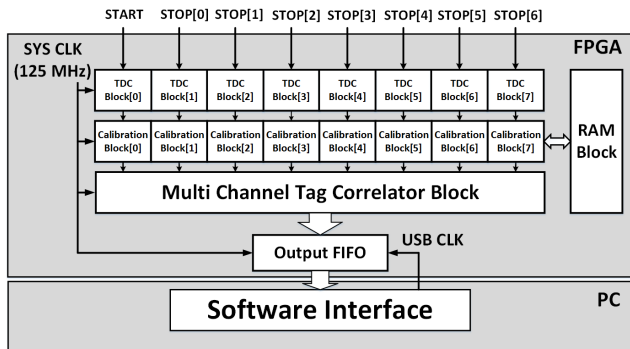 START STOP[0] STOP[1] STOP[2] STOP[3] STOP[4] STOP[5] STOP[6]
SYS CLK
(125 MHz)
FPGA
TDC
Block[0]
TDC
Block[1]
TDC
Block[2]
TDC
Block[3]
TDC
Block[4]
TDC
Block[5]
TDC
Block[6]
TDC
Block[7]
Calibration
Block[0]
Calibration
Block[1]
Calibration
Block[2]
Calibration
Block[3]
Calibration
Block[4]
Calibration
Block[5]
Calibration
Block[6]
Calibration
Block[7]
RAM
Block
Multi Channel Tag Correlator Block
Output FIFO
USB CLK
Software Interface
PC